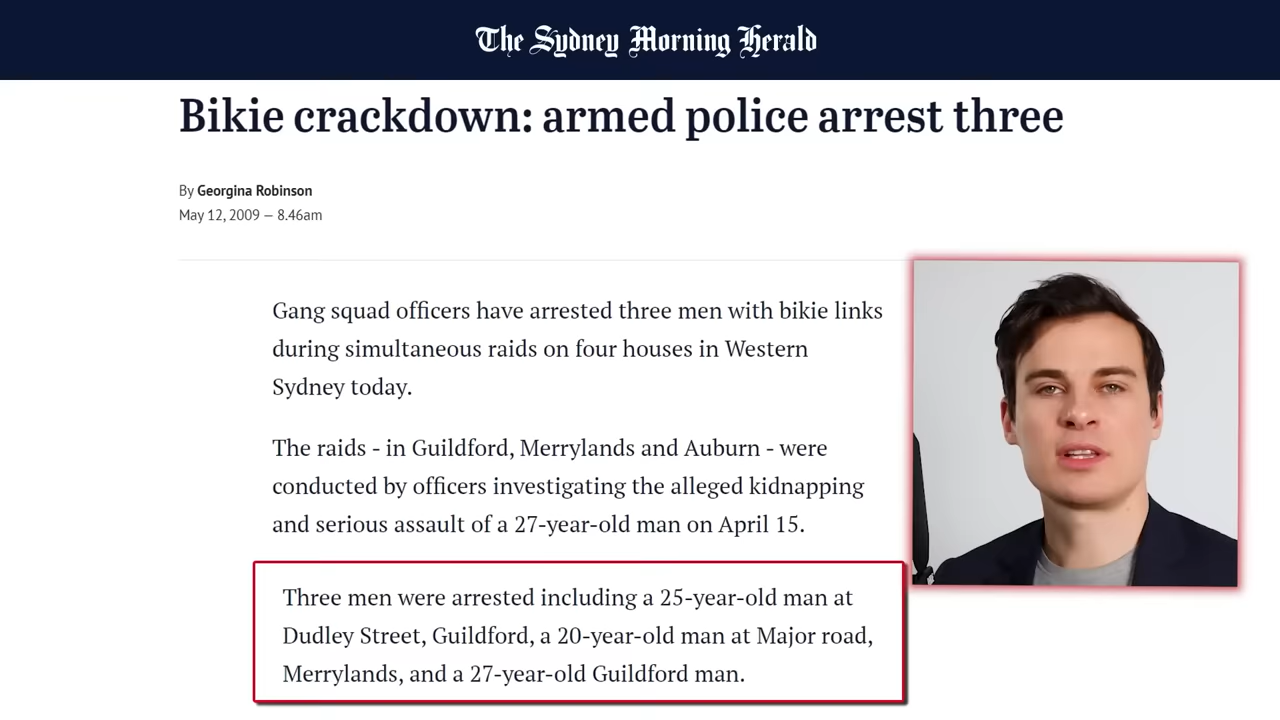 The Sydney Morning Herald
Bikie crackdown: armed police arrest three
By Georgina Robinson
May 12, 2009 – 8.46am
Gang squad officers have arrested three men with bikie links
during simultaneous raids on four houses in Western
Sydney today.
The raids - in Guildford, Merrylands and Auburn - were
conducted by officers investigating the alleged kidnapping
and serious assault of a 27-year-old man on April 15.
Three men were arrested including a 25-year-old man at
Dudley Street, Guildford, a 20-year-old man at Major road,
Merrylands, and a 27-year-old Guildford man.